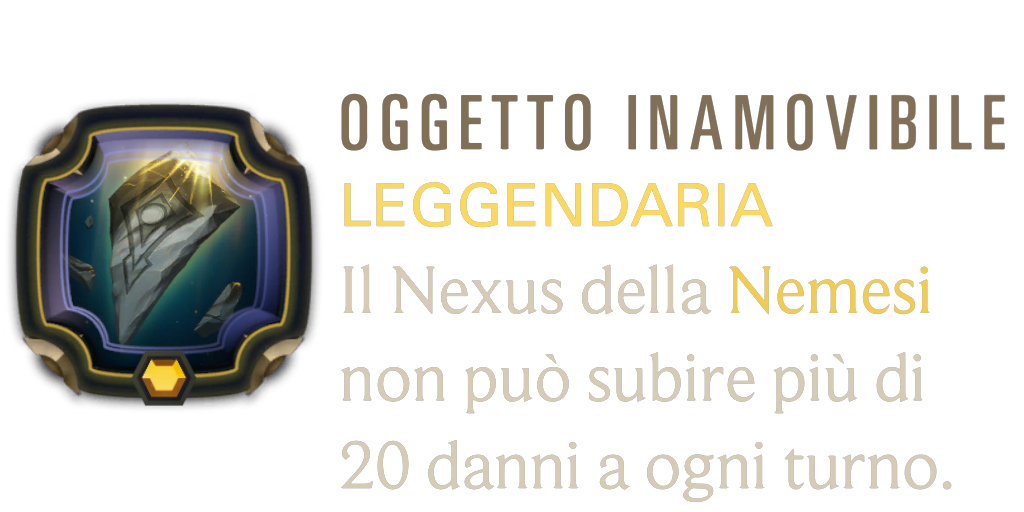 OGGETTO INAMOVIBILE
LEGGENDARIA
Il Nexus della Nemesi
non può subire più di
20 danni a ogni turno.